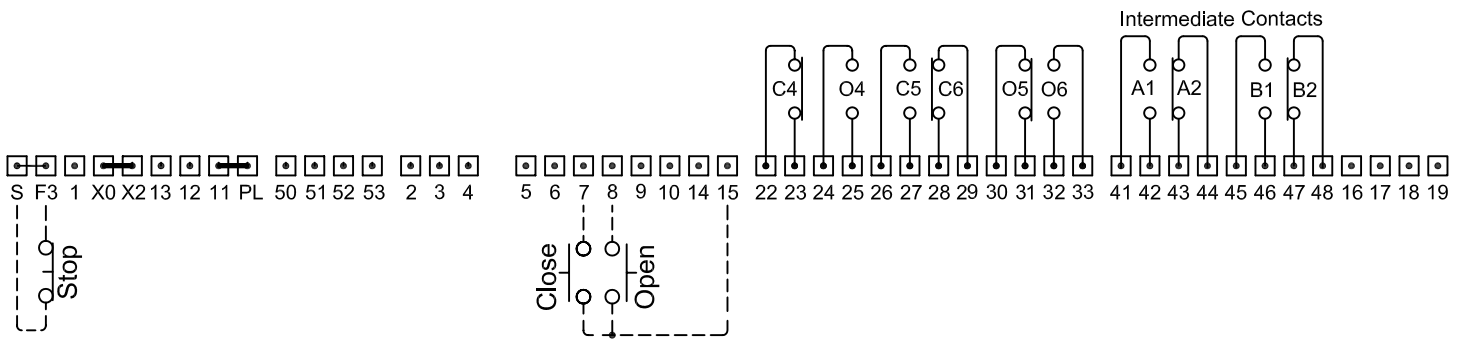 Intermediate Contacts
C4 O4 C5 C6 O5 O6 A1 A2 B1 B2
S F3 1 X0 X2 13 12 11 PL 50 51 52 53 2 3 4 5 6 7 8 9 10 14 15 22 23 24 25 26 27 28 29 30 31 32 33 41 42 43 44 45 46 47 48 16 17 18 19
Stop
Close
Open